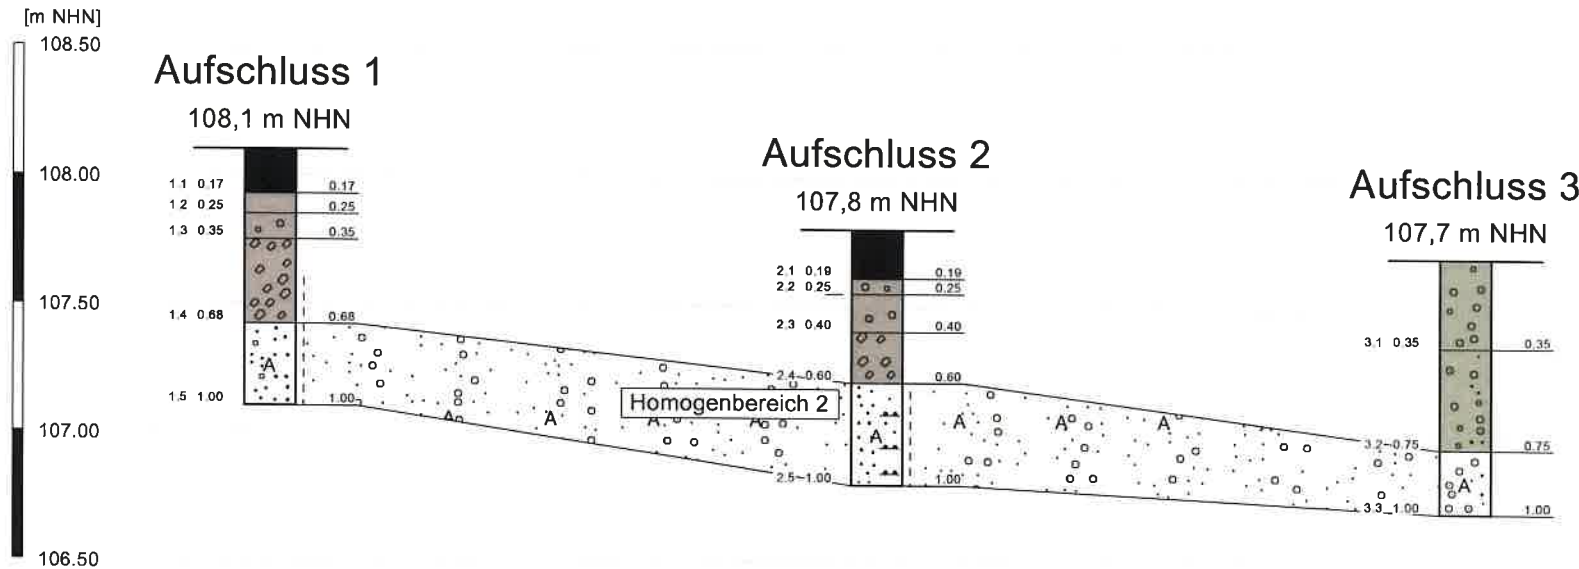 [m NHN]
108.50
108.00
107.50
107.00
106.50
Aufschluss 1
108,1 m NHN
1.1 0.17
0.17
1.2 0.25
0.25
1.3 0.35
0.35
1.4 0.68
0.68
A
1.5 1.00
1.00
Aufschluss 2
107,8 m NHN
2.1 0.19
0.19
2.2 0.25
0.25
2.3 0.40
0.40
2.4 0.60
0.60
Homogenbereich 2
A A A A A A A A
2.5 1.00
1.00
Aufschluss 3
107,7 m NHN
3.1 0.35
0.35
3.2 0.75
0.75
A
3.3 1.00
1.00